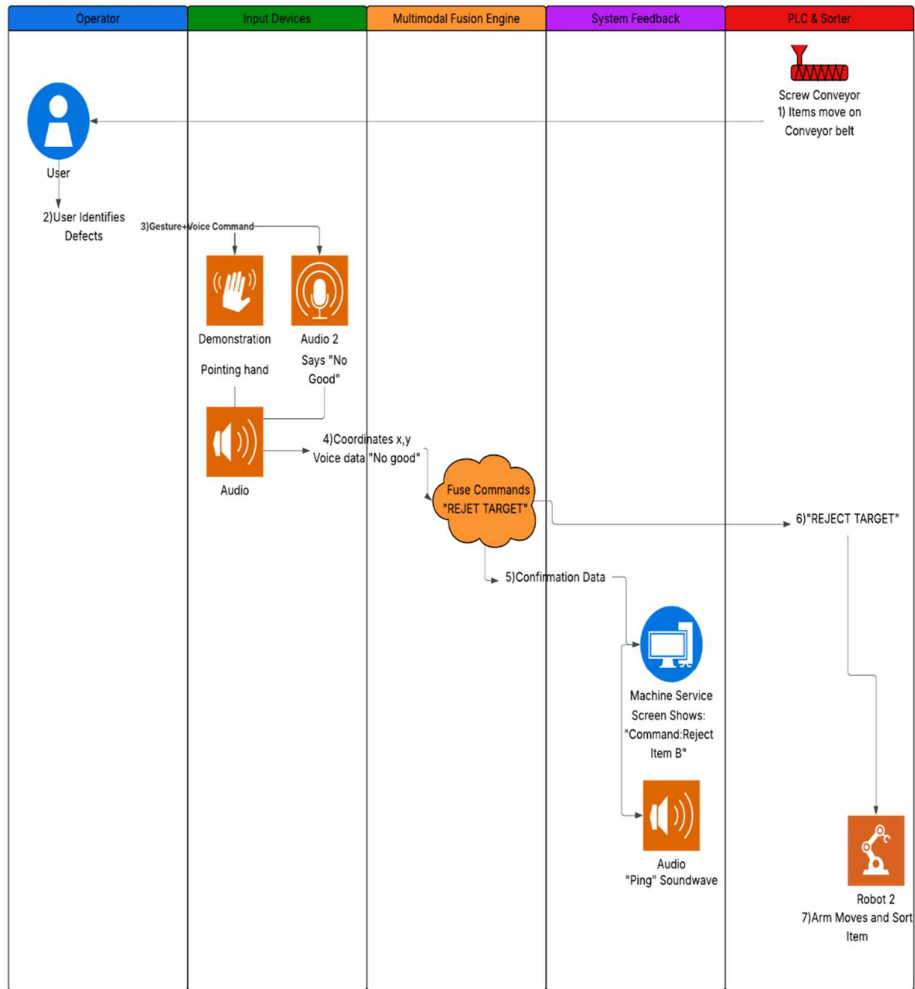 Operator
Input Devices
Multimodal Fusion Engine
System Feedback
PLC & Sorter
Screw Conveyor
1) Items move on
Conveyor belt
User
2)User Identifies
Defects
3)Gesture+Voice Command
Demonstration
Pointing hand
Audio 2
Says "No
Good"
Audio
4)Coordinates x,y
Voice data "No good"
Fuse Commands
"REJET TARGET"
5)Confirmation Data
6)"REJECT TARGET"
Machine Service
Screen Shows:
"Command:Reject
Item B"
Audio
"Ping" Soundwave
Robot 2
7)Arm Moves and Sort
Item